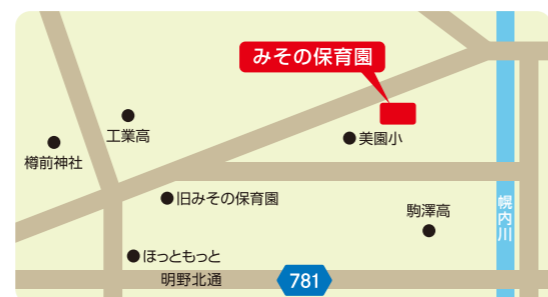 みその保育園
工業高
樽前神社
美園小
旧みその保育園
駒澤高
幌内川
ほっともっと
明野北通
781